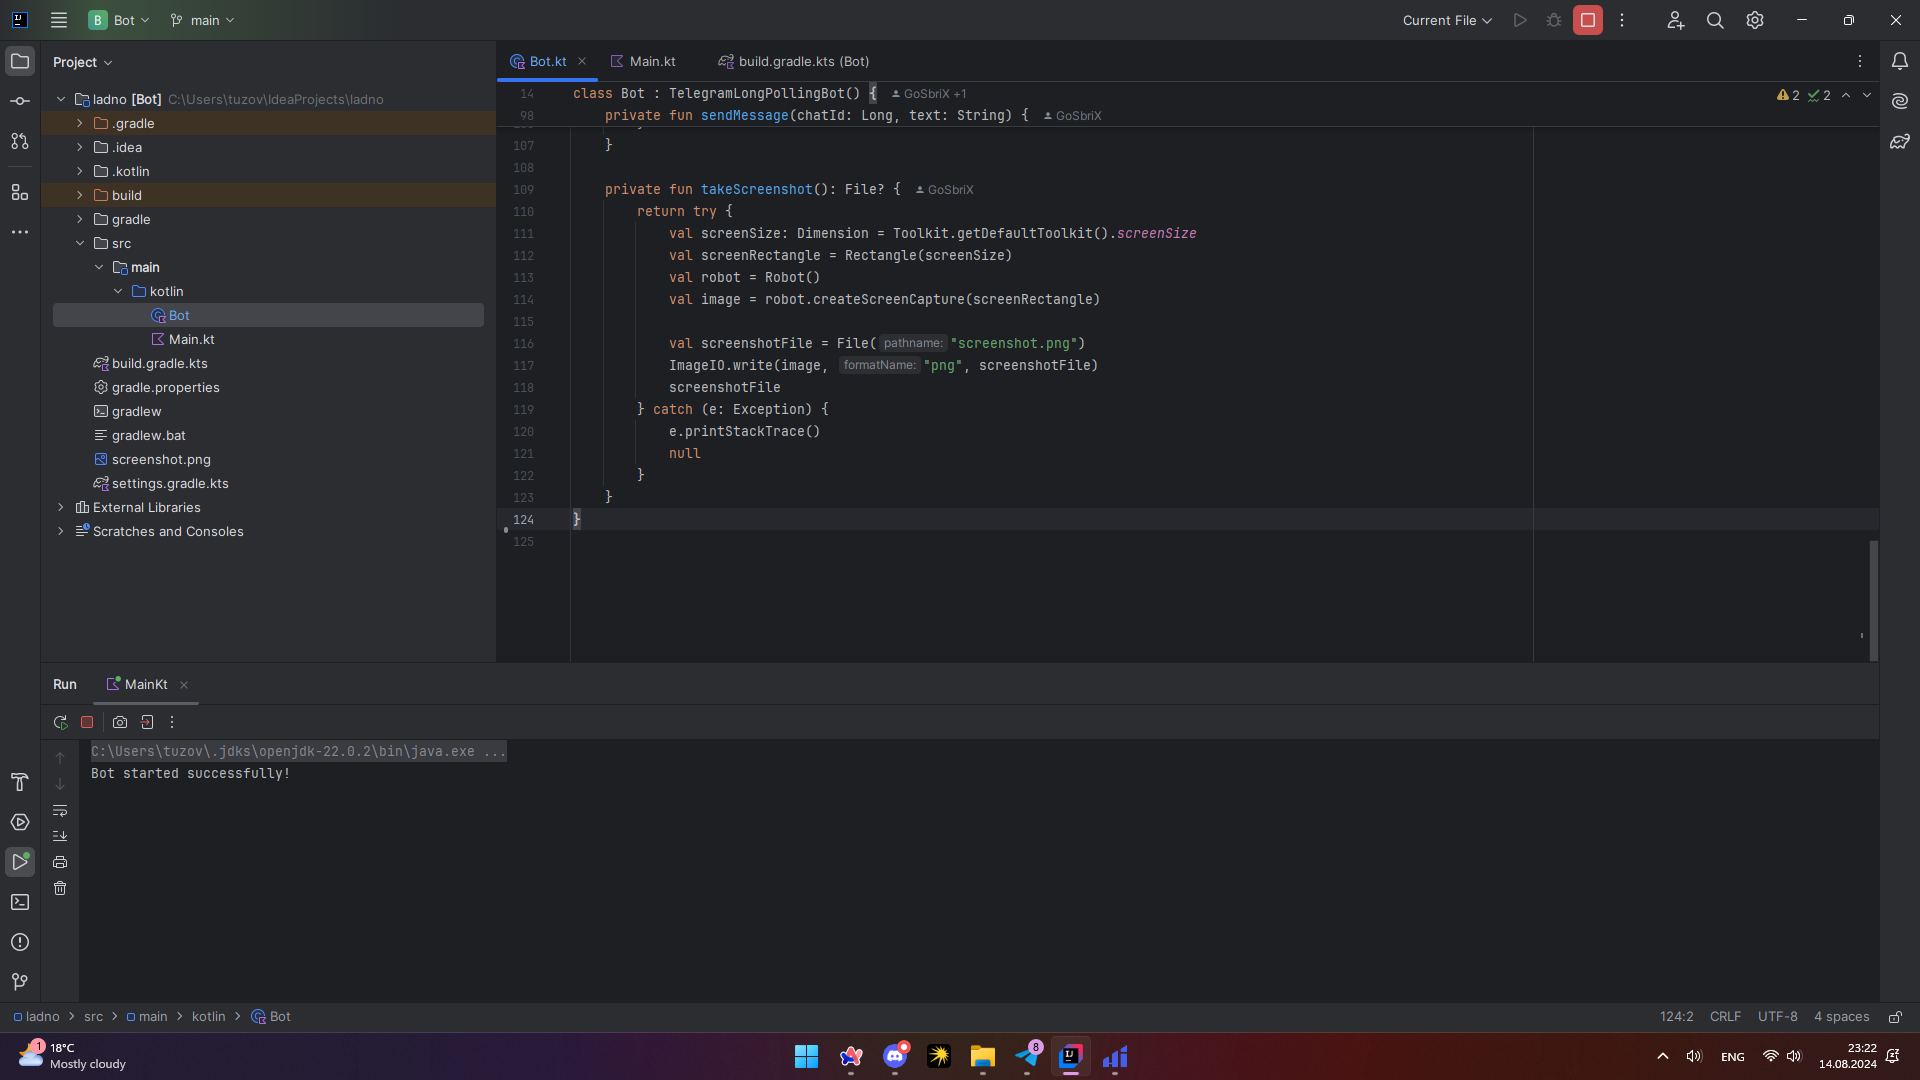 Bot
main
Current File
Project
Bot.kt
Main.kt
build.gradle.kts (Bot)
ladno [Bot] C:\Users\tuzov\IdeaProjects\ladno
.gradle
.idea
.kotlin
build
gradle
src
main
kotlin
Bot
Main.kt
build.gradle.kts
gradle.properties
gradlew
gradlew.bat
screenshot.png
settings.gradle.kts
External Libraries
Scratches and Consoles
14 class Bot : TelegramLongPollingBot() { GoSbriX +1
2 2
98 private fun sendMessage(chatId: Long, text: String) { GoSbriX
107 }
108
109 private fun takeScreenshot(): File? { GoSbriX
110 return try {
111 val screenSize: Dimension = Toolkit.getDefaultToolkit().screenSize
112 val screenRectangle = Rectangle(screenSize)
113 val robot = Robot()
114 val image = robot.createScreenCapture(screenRectangle)
115
116 val screenshotFile = File( pathname: "screenshot.png")
117 ImageIO.write(image, formatName: "png", screenshotFile)
118 screenshotFile
119 } catch (e: Exception) {
120 e.printStackTrace()
121 null
122 }
123 }
124 }
125
Run
MainKt
C:\Users\tuzov\.jdks\openjdk-22.0.2\bin\java.exe ...
Bot started successfully!
ladno > src > main > kotlin > Bot
124:2 CRLF UTF-8 4 spaces
1
18°C
Mostly cloudy
8
ENG
23:22
14.08.2024